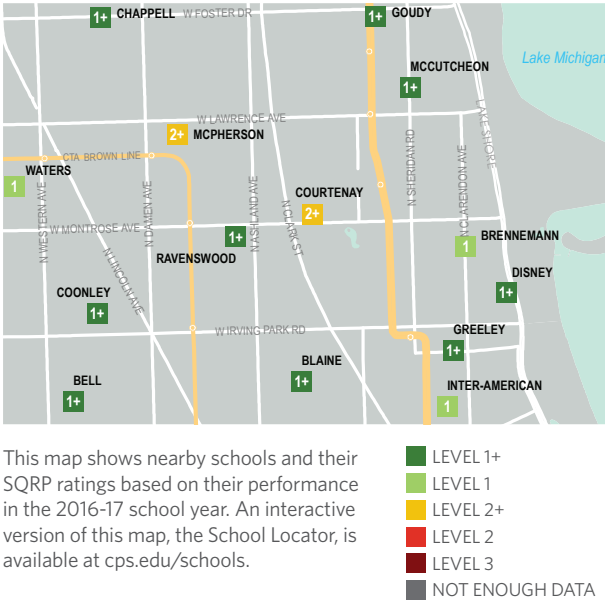 CHAPPELL
1+
W FOSTER DR
1+
GOUDY
Lake Michigan
MCCUTCHEON
1+
W LAWRENCE AVE
2+
MCPHERSON
LAKE SHORE
CTA BROWN LINE
WATERS
1
N WESTERN AVE
N DAMEN AVE
N ASHLAND AVE
N CLARK ST
N SHERIDAN RD
N CLARENDON AVE
COURTENAY
2+
W MONTROSE AVE
1+
RAVENSWOOD
BRENNEMANN
1
DISNEY
1+
N LINCOLN AVE
COONLEY
1+
W IRVING PARK RD
GREELEY
1+
BLAINE
1+
BELL
1+
INTER-AMERICAN
1
This map shows nearby schools and their
SQRP ratings based on their performance
in the 2016-17 school year. An interactive
version of this map, the School Locator, is
available at cps.edu/schools.
LEVEL 1+
LEVEL 1
LEVEL 2+
LEVEL 2
LEVEL 3
NOT ENOUGH DATA